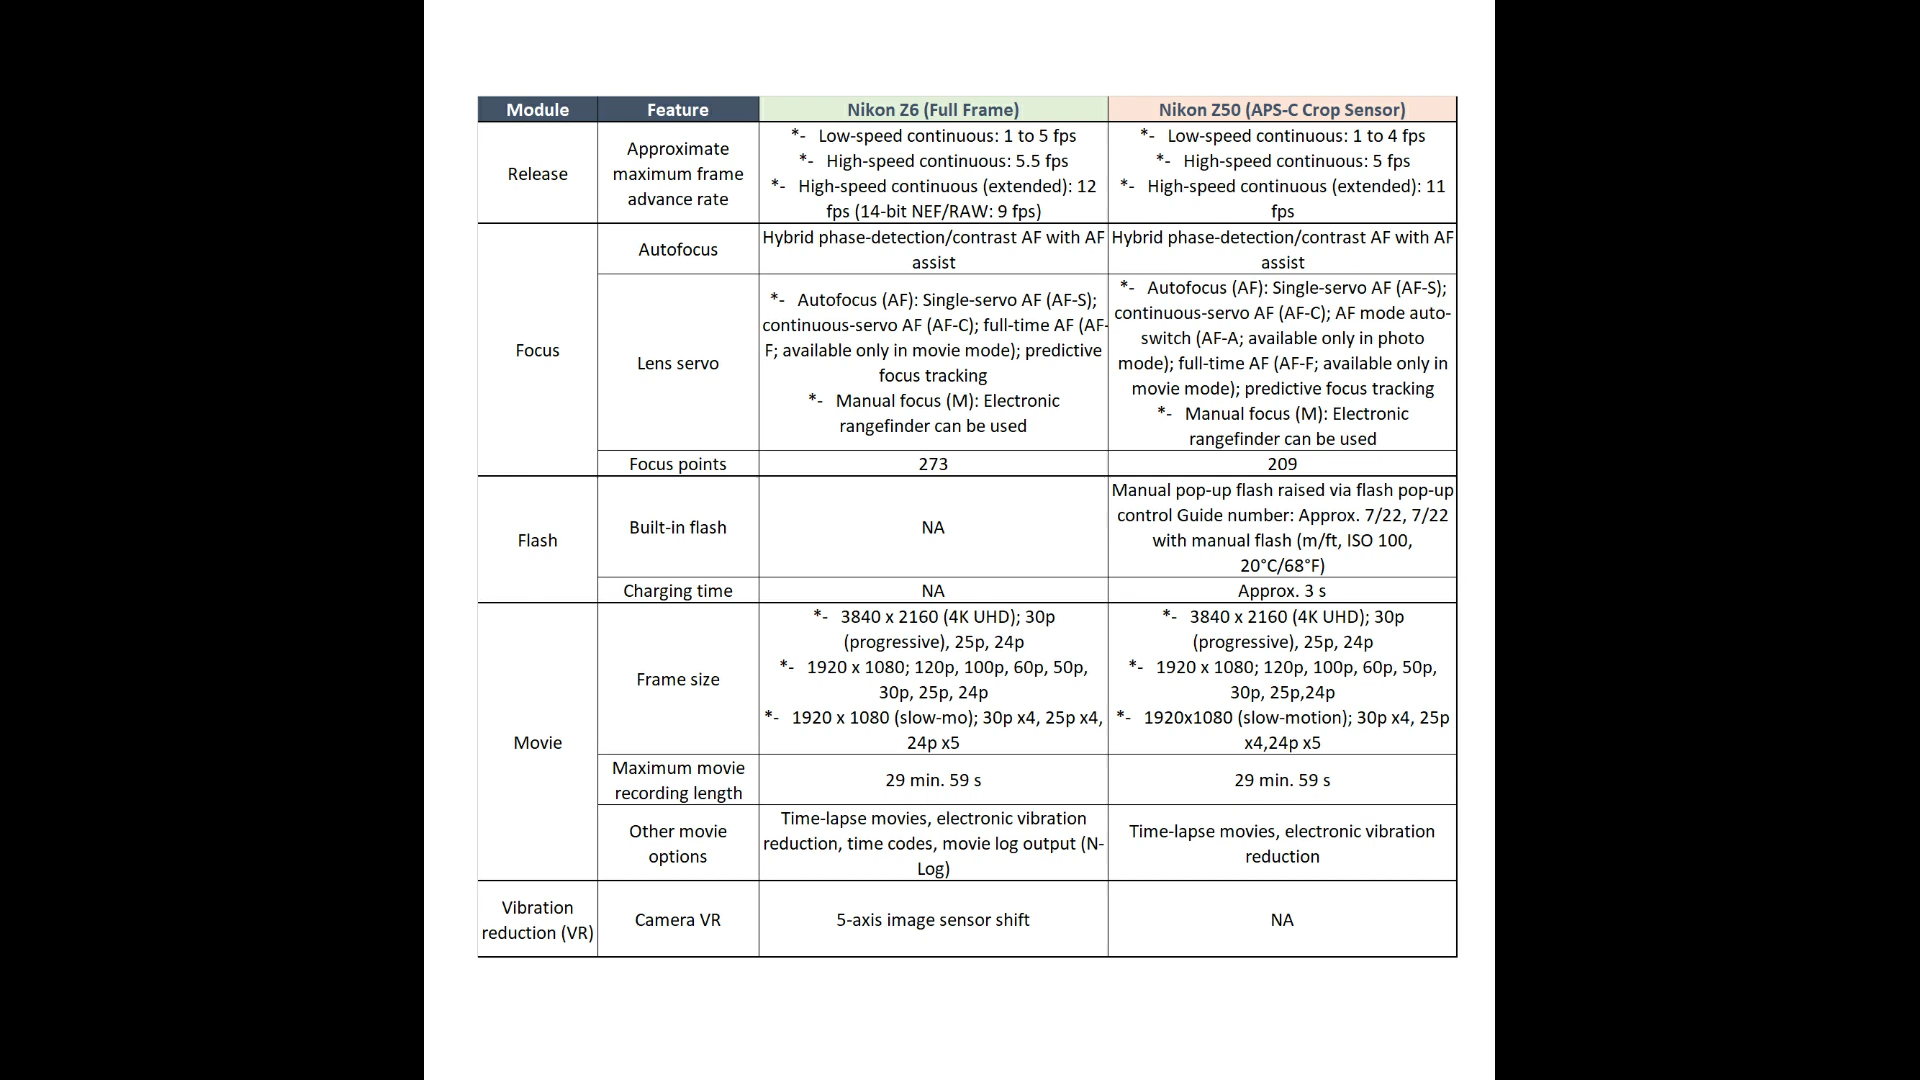 Module Feature Nikon Z6 (Full Frame) Nikon Z50 (APS-C Crop Sensor)
Release
Approximate
maximum frame
advance rate
*- Low-speed continuous: 1 to 5 fps
*- High-speed continuous: 5.5 fps
*- High-speed continuous (extended): 12
fps (14-bit NEF/RAW: 9 fps)
*- Low-speed continuous: 1 to 4 fps
*- High-speed continuous: 5 fps
*- High-speed continuous (extended): 11
fps
Focus
Autofocus
Hybrid phase-detection/contrast AF with AF
assist
Hybrid phase-detection/contrast AF with AF
assist
Lens servo
*- Autofocus (AF): Single-servo AF (AF-S);
continuous-servo AF (AF-C); full-time AF (AF-
F; available only in movie mode); predictive
focus tracking
*- Manual focus (M): Electronic
rangefinder can be used
*- Autofocus (AF): Single-servo AF (AF-S);
continuous-servo AF (AF-C); AF mode auto-
switch (AF-A; available only in photo
mode); full-time AF (AF-F; available only in
movie mode); predictive focus tracking
*- Manual focus (M): Electronic
rangefinder can be used
Focus points 273 209
Flash
Built-in flash
NA
Manual pop-up flash raised via flash pop-up
control Guide number: Approx. 7/22, 7/22
with manual flash (m/ft, ISO 100,
20°C/68°F)
Charging time NA Approx. 3 s
Movie
Frame size
*- 3840 x 2160 (4K UHD); 30p
(progressive), 25p, 24p
*- 1920 x 1080; 120p, 100p, 60p, 50p,
30p, 25p, 24p
*- 1920 x 1080 (slow-mo); 30p x4, 25p x4,
24p x5
*- 3840 x 2160 (4K UHD); 30p
(progressive), 25p, 24p
*- 1920 x 1080; 120p, 100p, 60p, 50p,
30p, 25p,24p
*- 1920x1080 (slow-motion); 30p x4, 25p
x4,24p x5
Maximum movie
recording length
29 min. 59 s
29 min. 59 s
Other movie
options
Time-lapse movies, electronic vibration
reduction, time codes, movie log output (N-
Log)
Time-lapse movies, electronic vibration
reduction
Vibration
reduction (VR)
Camera VR
5-axis image sensor shift
NA